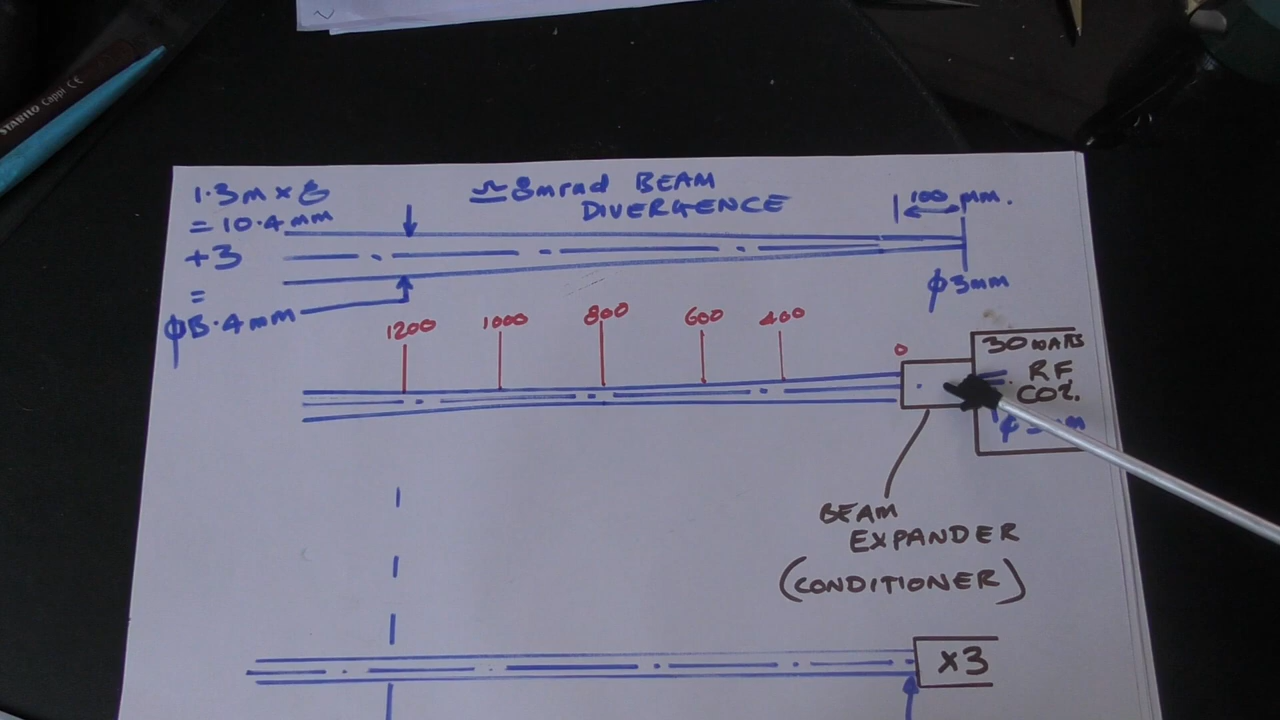 STABILO Cappi CE
1.3m x 8
= 10.4mm
+3
=
φ13.4mm
≃ 8mrad BEAM
DIVERGENCE
100 mm.
φ3mm
1200
1000
800
600
400
0
30 WATTS
RF
CO2.
BEAM
EXPANDER
(CONDITIONER)
x3